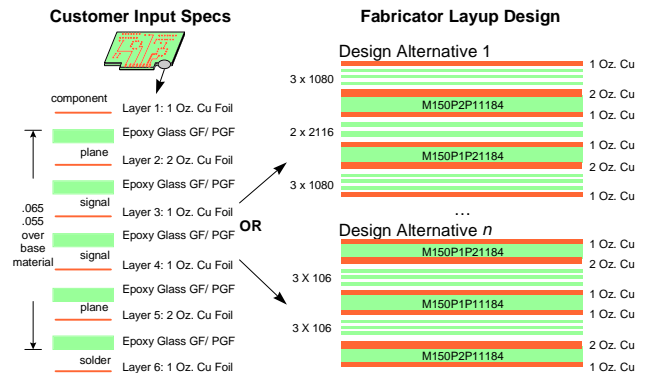 Customer Input Specs
component
Layer 1: 1 Oz. Cu Foil
Epoxy Glass GF/ PGF
plane
Layer 2: 2 Oz. Cu Foil
Epoxy Glass GF/ PGF
signal
Layer 3: 1 Oz. Cu Foil
Epoxy Glass GF/ PGF
signal
Layer 4: 1 Oz. Cu Foil
Epoxy Glass GF/ PGF
plane
Layer 5: 2 Oz. Cu Foil
Epoxy Glass GF/ PGF
solder
Layer 6: 1 Oz. Cu Foil
.065
.055
over
base
material
OR
Fabricator Layup Design
Design Alternative 1
1 Oz. Cu
3 x 1080
2 Oz. Cu
M150P2P11184
1 Oz. Cu
2 x 2116
1 Oz. Cu
M150P1P21184
2 Oz. Cu
3 x 1080
1 Oz. Cu
…
Design Alternative n
1 Oz. Cu
M150P1P21184
2 Oz. Cu
3 X 106
1 Oz. Cu
M150P1P11184
1 Oz. Cu
3 X 106
2 Oz. Cu
M150P2P11184
1 Oz. Cu